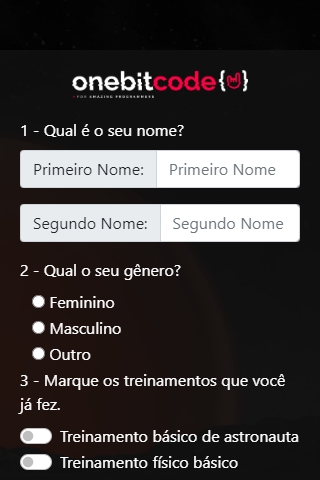 onebitcode{}
FOR AMAZING PROGRAMMERS
1 - Qual é o seu nome?
Primeiro Nome: Primeiro Nome
Segundo Nome: Segundo Nome
2 - Qual o seu gênero?
Feminino
Masculino
Outro
3 - Marque os treinamentos que você
já fez.
Treinamento básico de astronauta
Treinamento físico básico